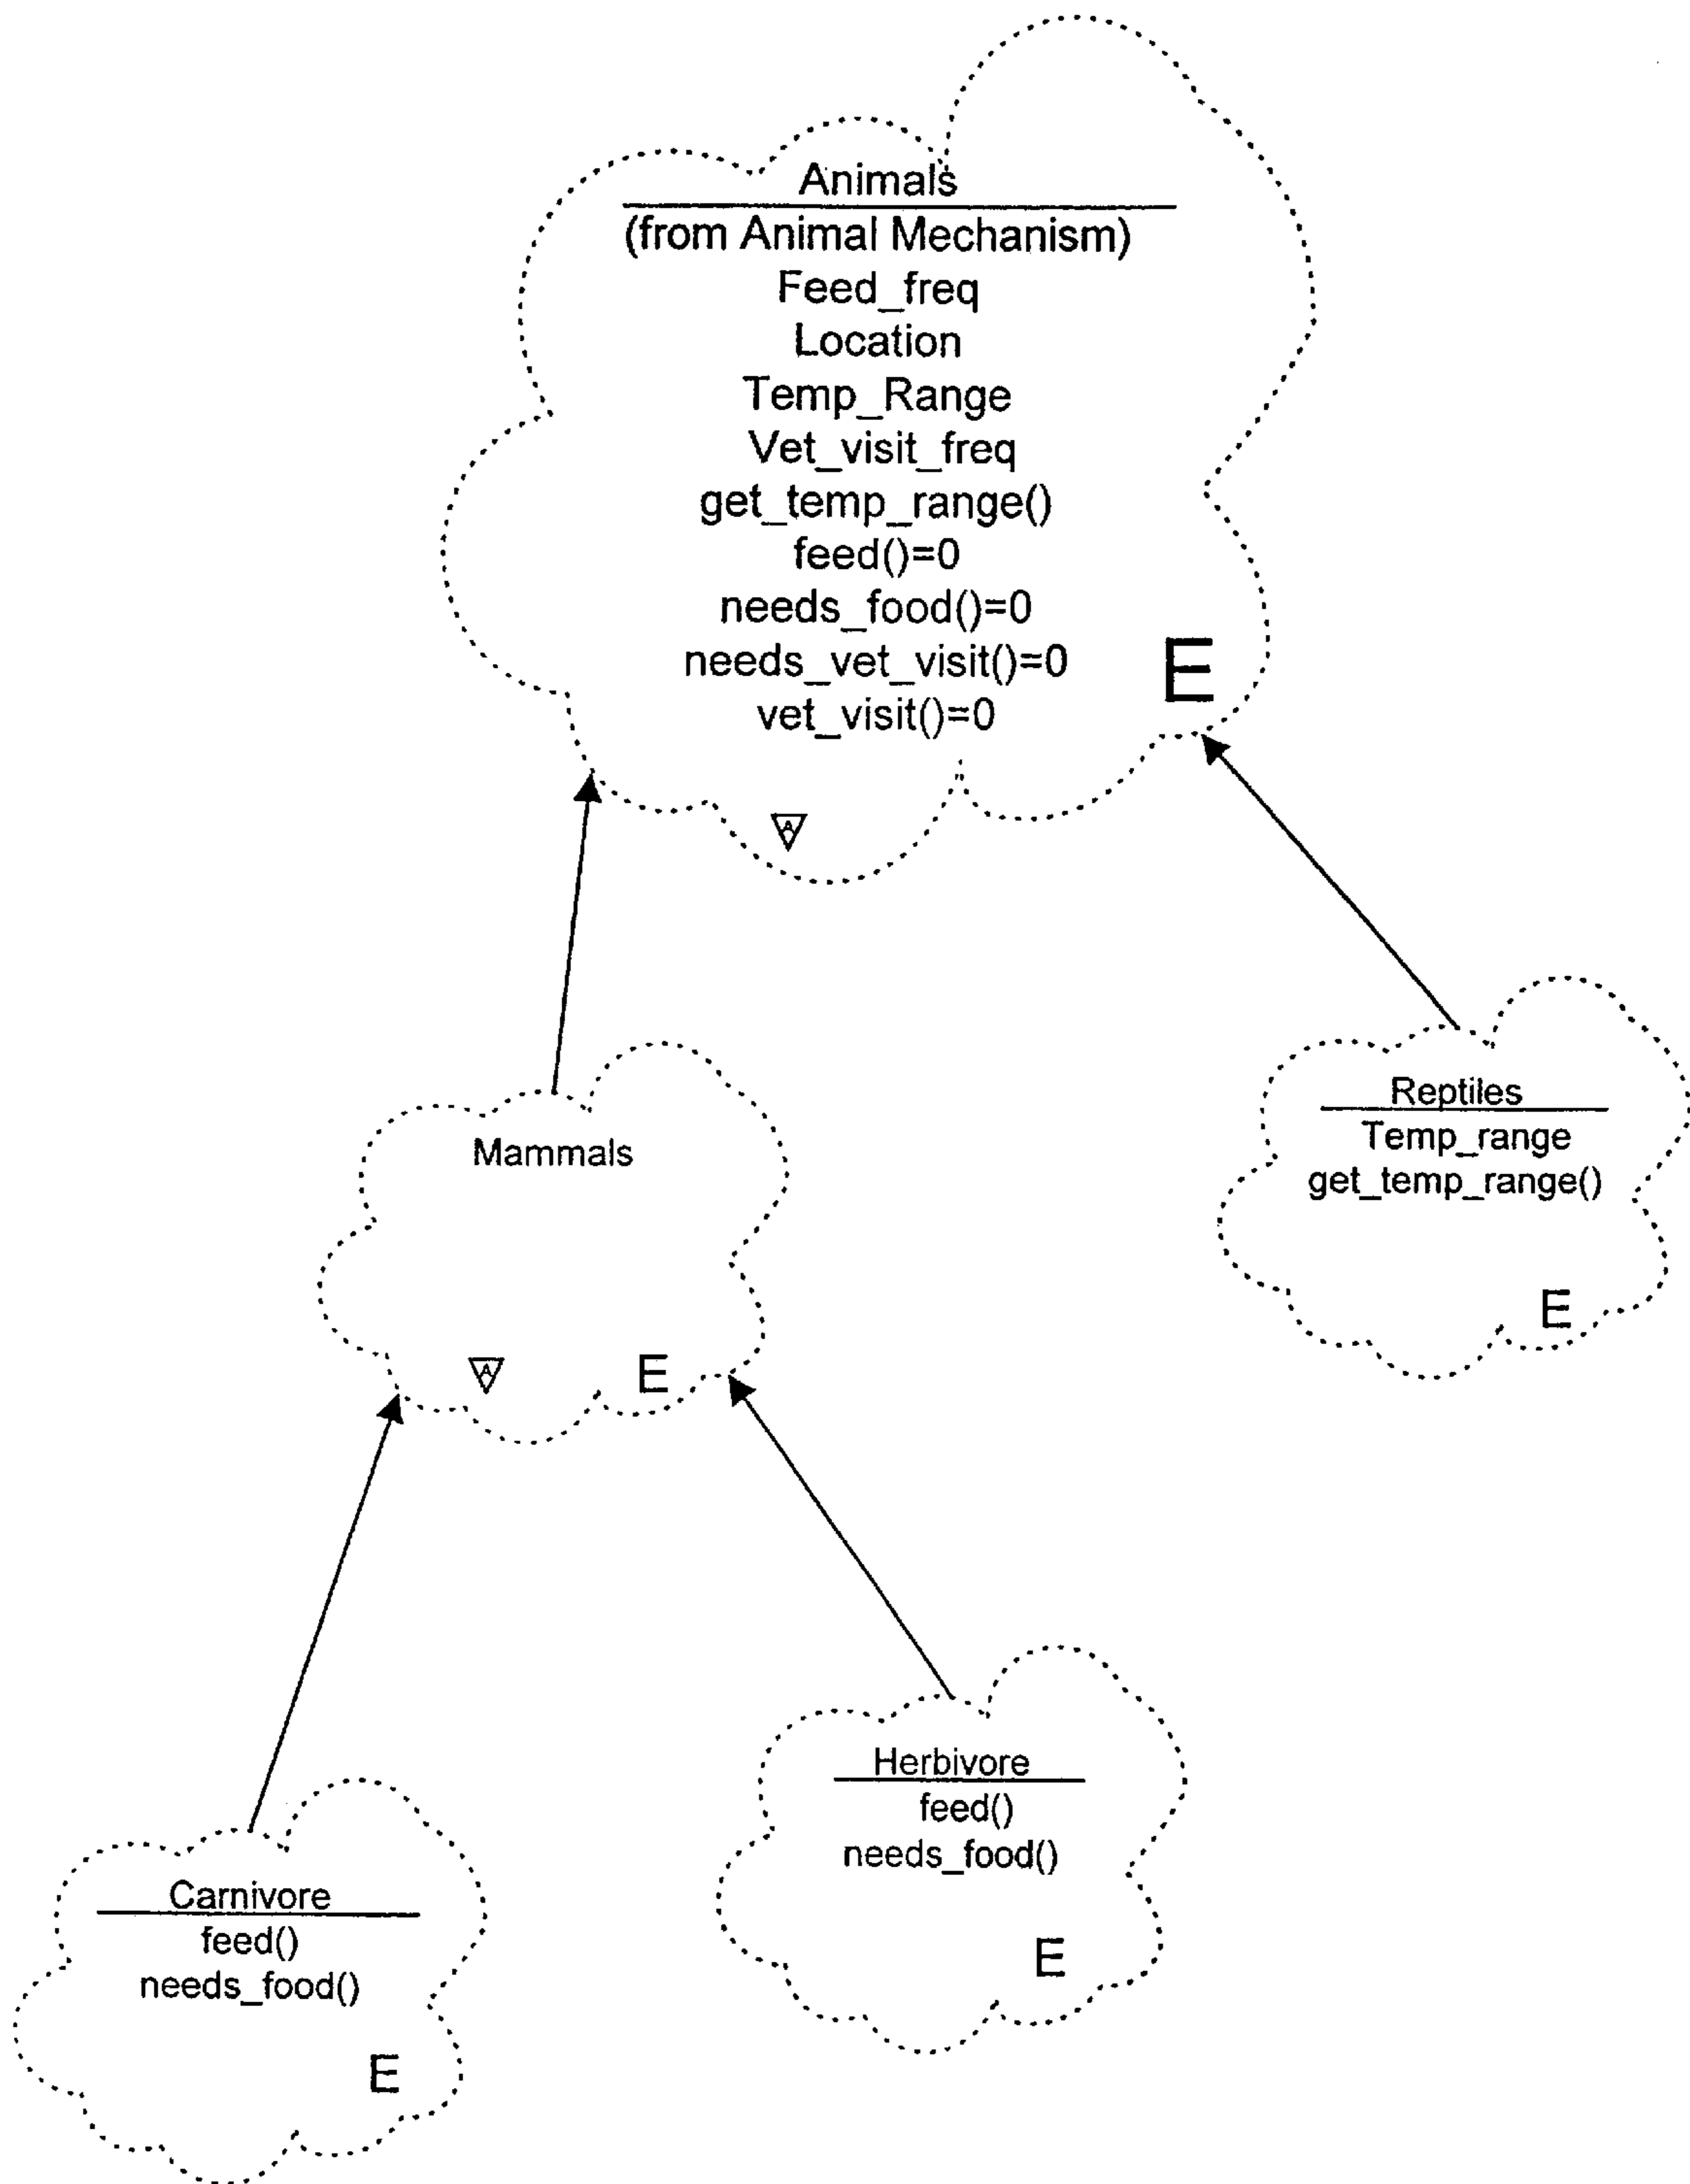 Animals
(from Animal Mechanism)
Feed_freq
Location
Temp_Range
Vet_visit_freq
get_temp_range()
feed()=0
needs_food()=0
needs_vet_visit()=0
vet_visit()=0
E
A
Mammals
A
E
Reptiles
Temp_range
get_temp_range()
E
Carnivore
feed()
needs_food()
E
Herbivore
feed()
needs_food()
E